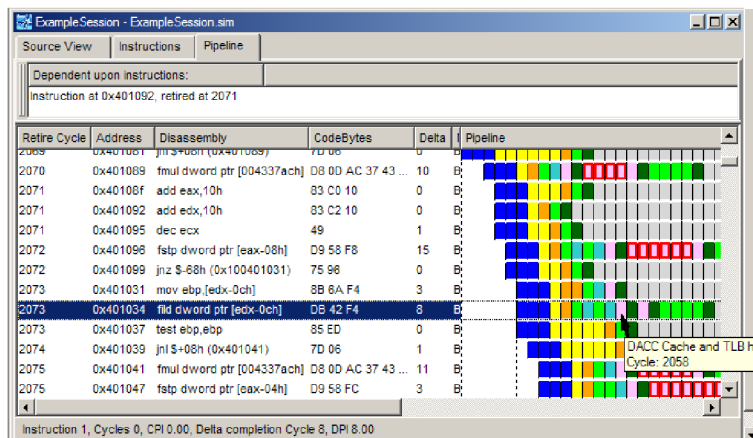 ExampleSession - ExampleSession.sim
Source View Instructions Pipeline
Dependent upon instructions:
Instruction at 0x401092, retired at 2071
Retire Cycle Address Disassembly CodeBytes Delta Pipeline
2069 0x401081 jnl $+08h (0x401089) 7D 06 0 B
2070 0x401089 fmul dword ptr [004337ach] D8 0D AC 37 43 ... 10 B
2071 0x40108f add eax,10h 83 C0 10 0 B
2071 0x401092 add edx,10h 83 C2 10 0 B
2071 0x401095 dec ecx 49 1 B
2072 0x401096 fstp dword ptr [eax-08h] D9 58 F8 15 B
2072 0x401099 jnz $-68h (0x100401031) 75 96 0 B
2073 0x401031 mov ebp,[edx-0ch] 8B 6A F4 3 B
2073 0x401034 fild dword ptr [edx-0ch] DB 42 F4 8 B
2073 0x401037 test ebp,ebp 85 ED 0 B
2074 0x401039 jnl $+08h (0x401041) 7D 06 1 B
2075 0x401041 fmul dword ptr [004337ach] D8 0D AC 37 43 ... 11 B
2075 0x401047 fstp dword ptr [eax-04h] D9 58 FC 3 B
DACC Cache and TLB h
Cycle: 2058
Instruction 1, Cycles 0, CPI 0.00, Delta completion Cycle 8, DPI 8.00